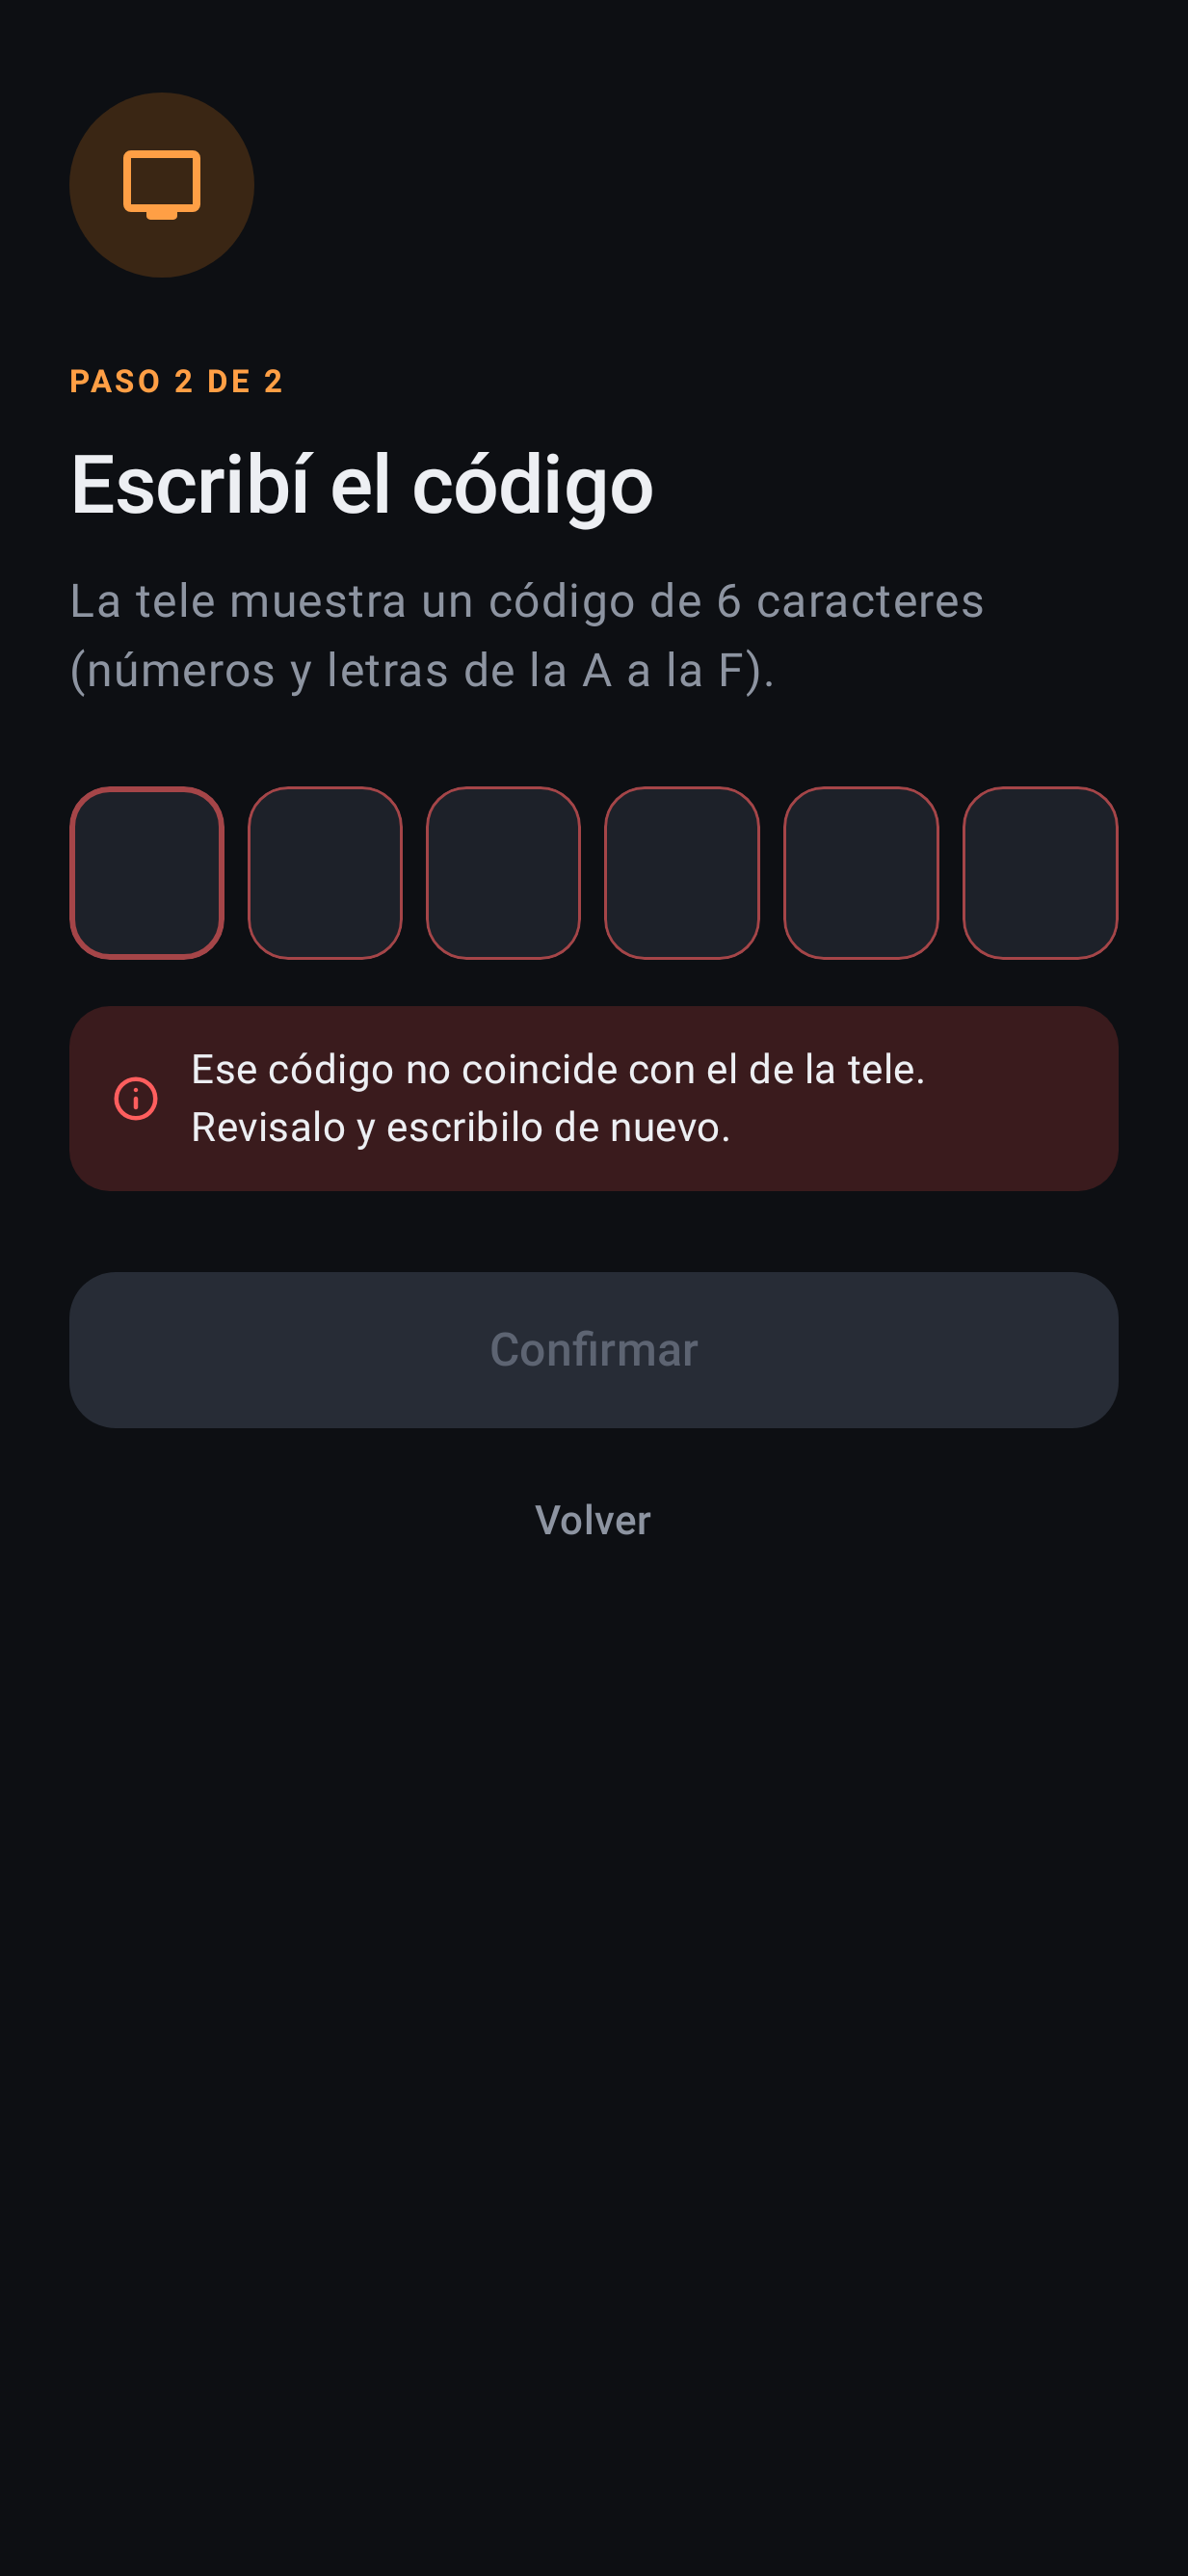 PASO 2 DE 2
Escribí el código
La tele muestra un código de 6 caracteres
(números y letras de la A a la F).
Ese código no coincide con el de la tele.
Revisalo y escribilo de nuevo.
Confirmar
Volver